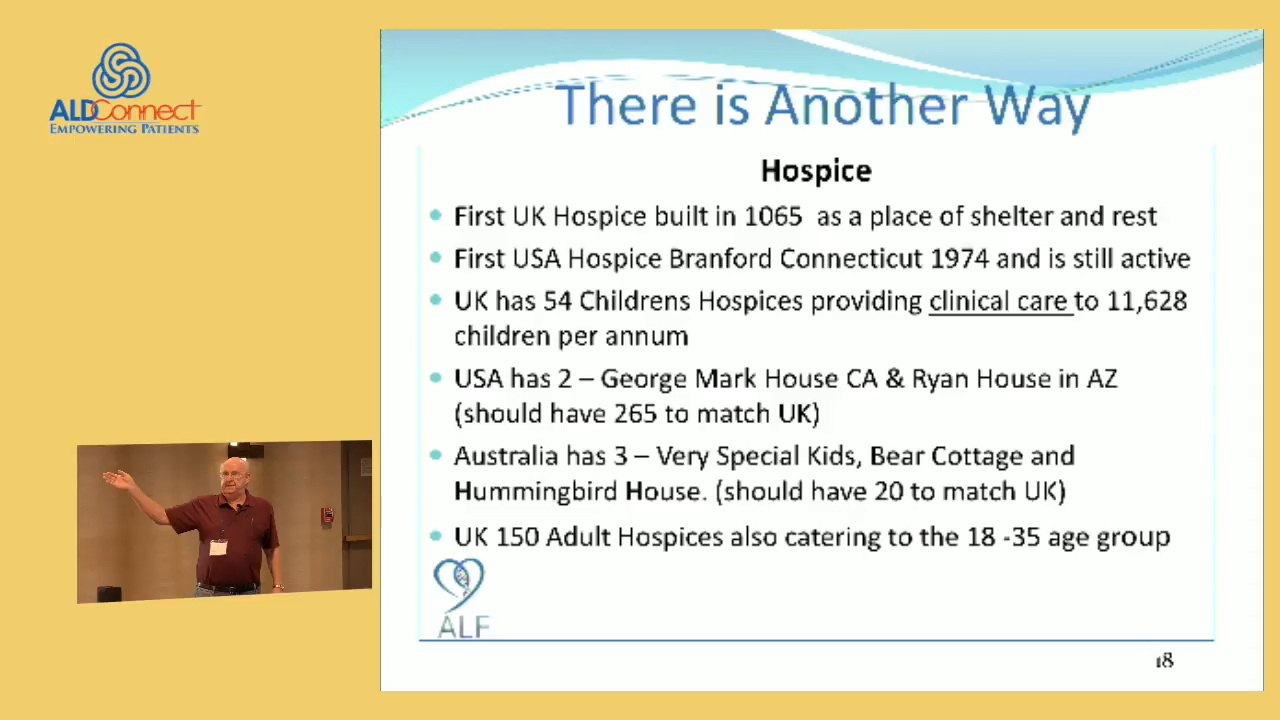 ALDConnect
EMPOWERING PATIENTS
There is Another Way
Hospice
First UK Hospice built in 1065 as a place of shelter and rest
First USA Hospice Branford Connecticut 1974 and is still active
UK has 54 Childrens Hospices providing clinical care to 11,628
children per annum
USA has 2 – George Mark House CA & Ryan House in AZ
(should have 265 to match UK)
Australia has 3 – Very Special Kids, Bear Cottage and
Hummingbird House. (should have 20 to match UK)
UK 150 Adult Hospices also catering to the 18 -35 age group
ALF
18